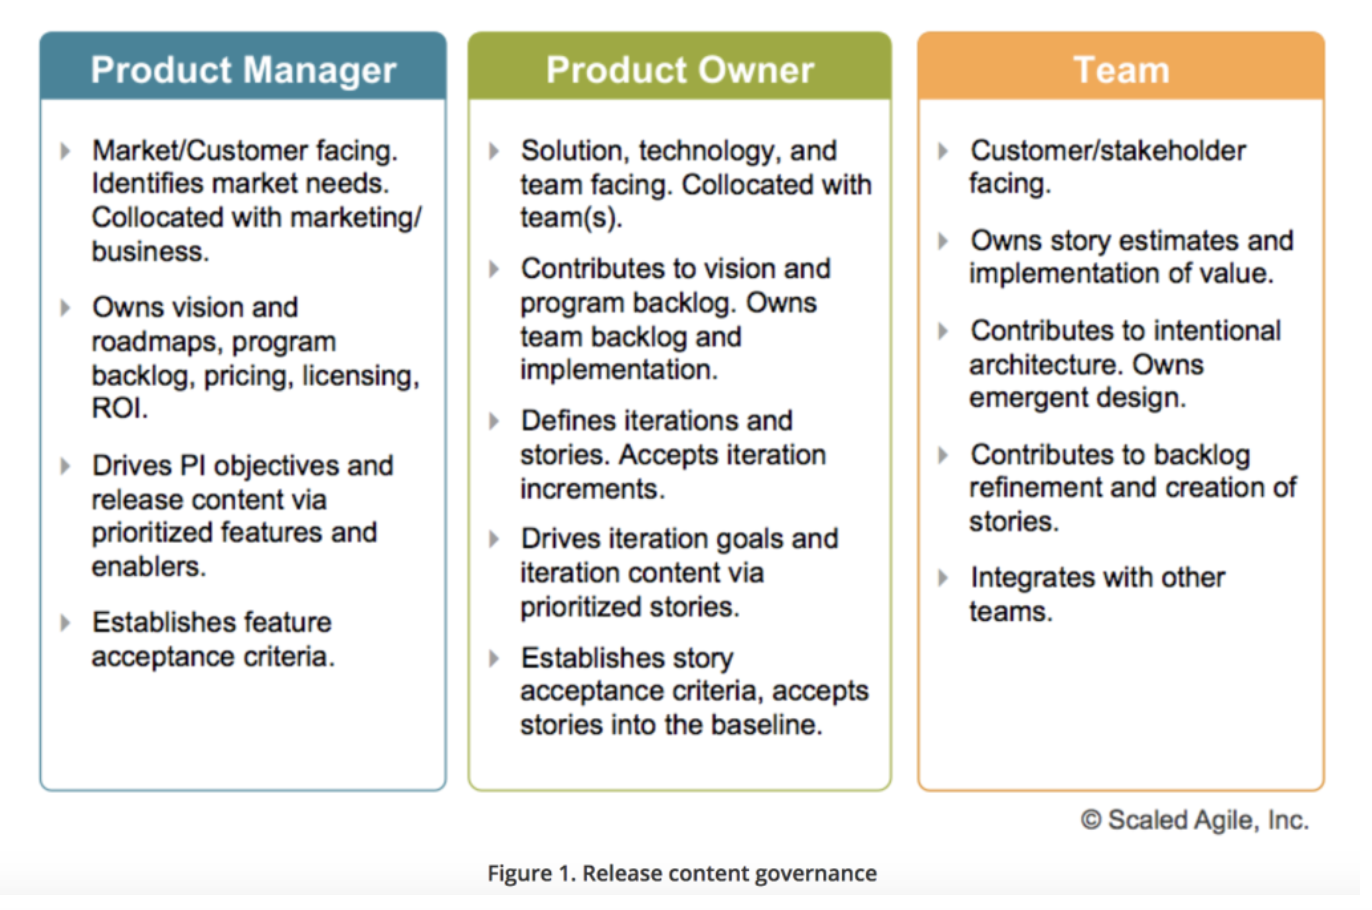 Product Manager
Market/Customer facing.
Identifies market needs.
Collocated with marketing/
business.
Owns vision and
roadmaps, program
backlog, pricing, licensing,
ROI.
Drives PI objectives and
release content via
prioritized features and
enablers.
Establishes feature
acceptance criteria.
Product Owner
Solution, technology, and
team facing. Collocated with
team(s).
Contributes to vision and
program backlog. Owns
team backlog and
implementation.
Defines iterations and
stories. Accepts iteration
increments.
Drives iteration goals and
iteration content via
prioritized stories.
Establishes story
acceptance criteria, accepts
stories into the baseline.
Team
Customer/stakeholder
facing.
Owns story estimates and
implementation of value.
Contributes to intentional
architecture. Owns
emergent design.
Contributes to backlog
refinement and creation of
stories.
Integrates with other
teams.
© Scaled Agile, Inc.
Figure 1. Release content governance